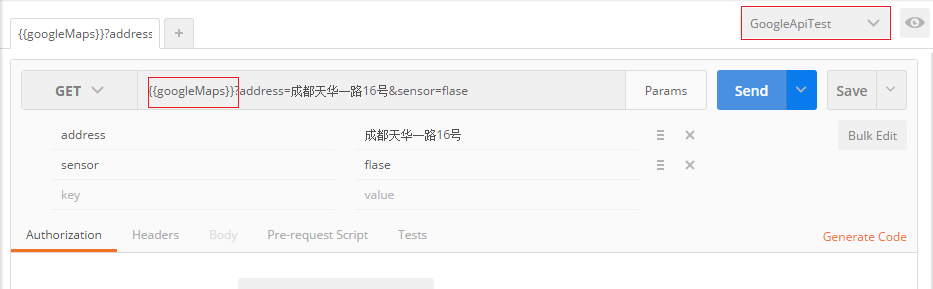 GoogleApiTest
{{googleMaps}}?address
+
GET {{googleMaps}}?address=成都天华一路16号&sensor=flase Params Send Save
address 成都天华一路16号
Bulk Edit
sensor flase
key value
Authorization Headers Body Pre-request Script Tests Generate Code